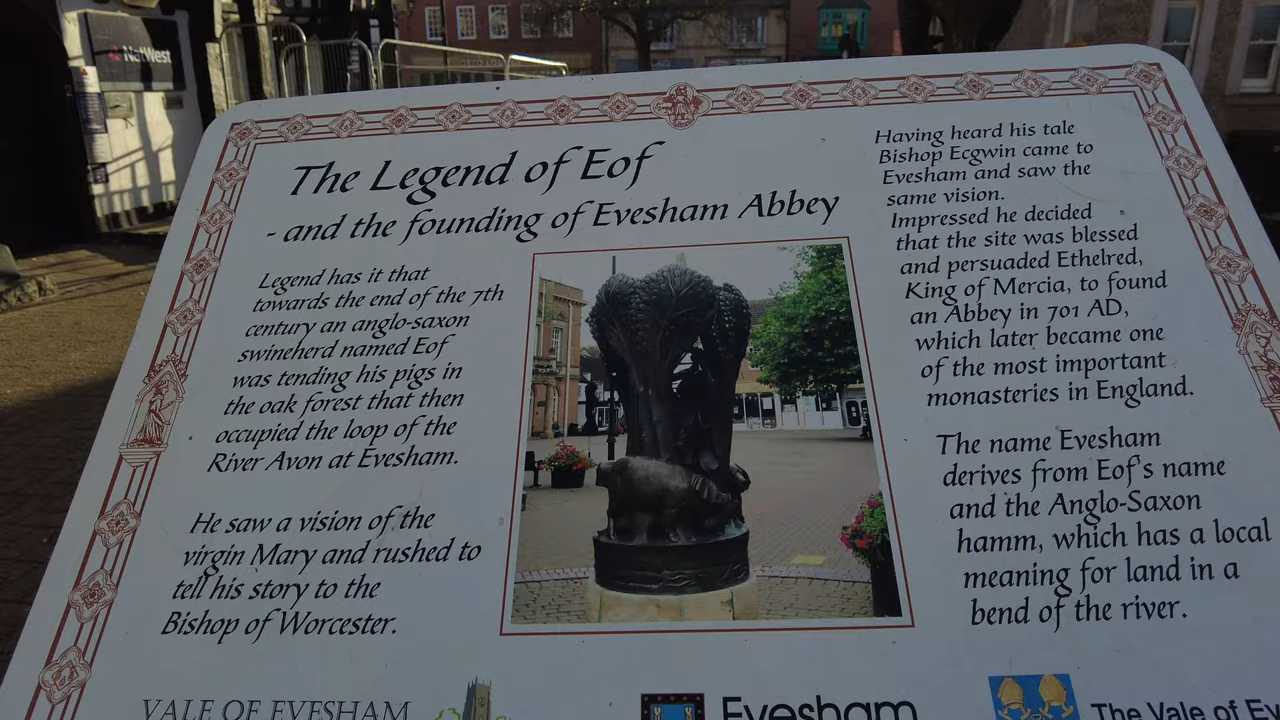 NatWest
The Legend of Eof
- and the founding of Evesham Abbey
Legend has it that
towards the end of the 7th
century an anglo-saxon
swineherd named Eof
was tending his pigs in
the oak forest that then
occupied the loop of the
River Avon at Evesham.
He saw a vision of the
virgin Mary and rushed to
tell his story to the
Bishop of Worcester.
Having heard his tale
Bishop Ecgwin came to
Evesham and saw the
same vision.
Impressed he decided
that the site was blessed
and persuaded Ethelred,
King of Mercia, to found
an Abbey in 701 AD,
which later became one
of the most important
monasteries in England.
The name Evesham
derives from Eof's name
and the Anglo-Saxon
hamm, which has a local
meaning for land in a
bend of the river.
VALE OF EVESHAM
Evesham
The Vale of Ev